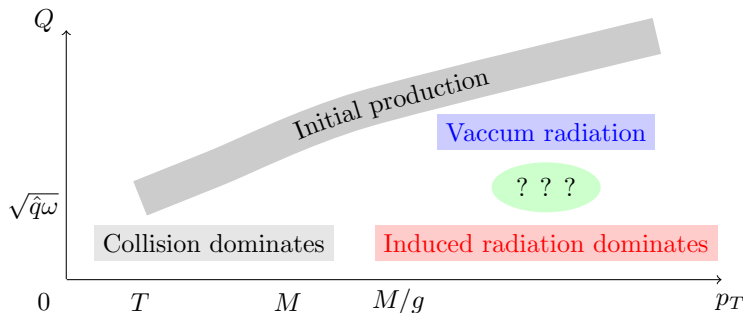 Q
Initial production
Vaccum radiation
? ? ?
√q̂ω
Collision dominates
Induced radiation dominates
0 T M M/g p_T